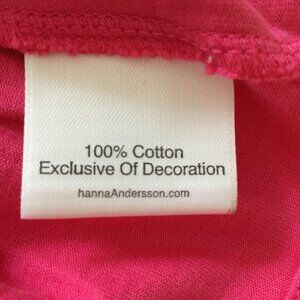 100% Cotton
Exclusive Of Decoration
hannaAndersson.com